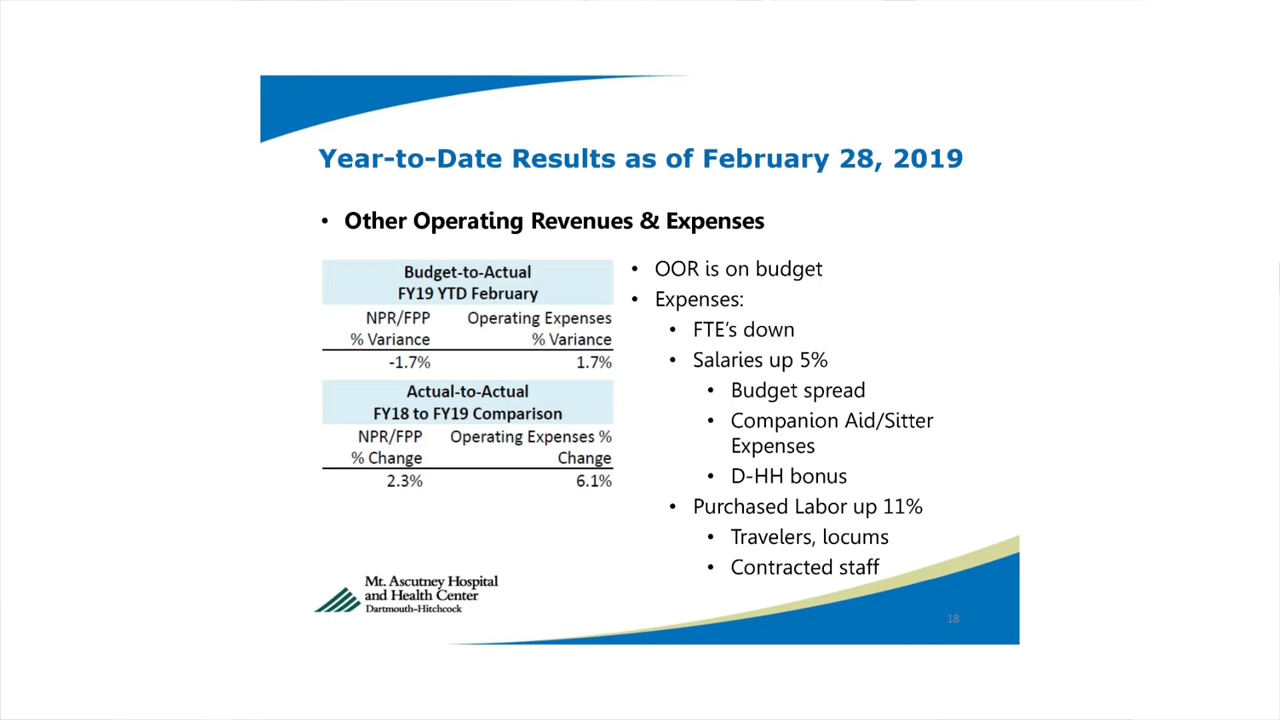 Year-to-Date Results as of February 28, 2019
• Other Operating Revenues & Expenses
Budget-to-Actual
FY19 YTD February
NPR/FPP Operating Expenses
% Variance % Variance
-1.7% 1.7%
Actual-to-Actual
FY18 to FY19 Comparison
NPR/FPP Operating Expenses %
% Change Change
2.3% 6.1%
• OOR is on budget
• Expenses:
• FTE’s down
• Salaries up 5%
• Budget spread
• Companion Aid/Sitter
Expenses
• D-HH bonus
• Purchased Labor up 11%
• Travelers, locums
• Contracted staff
Mt. Ascutney Hospital
and Health Center
Dartmouth-Hitchcock
18